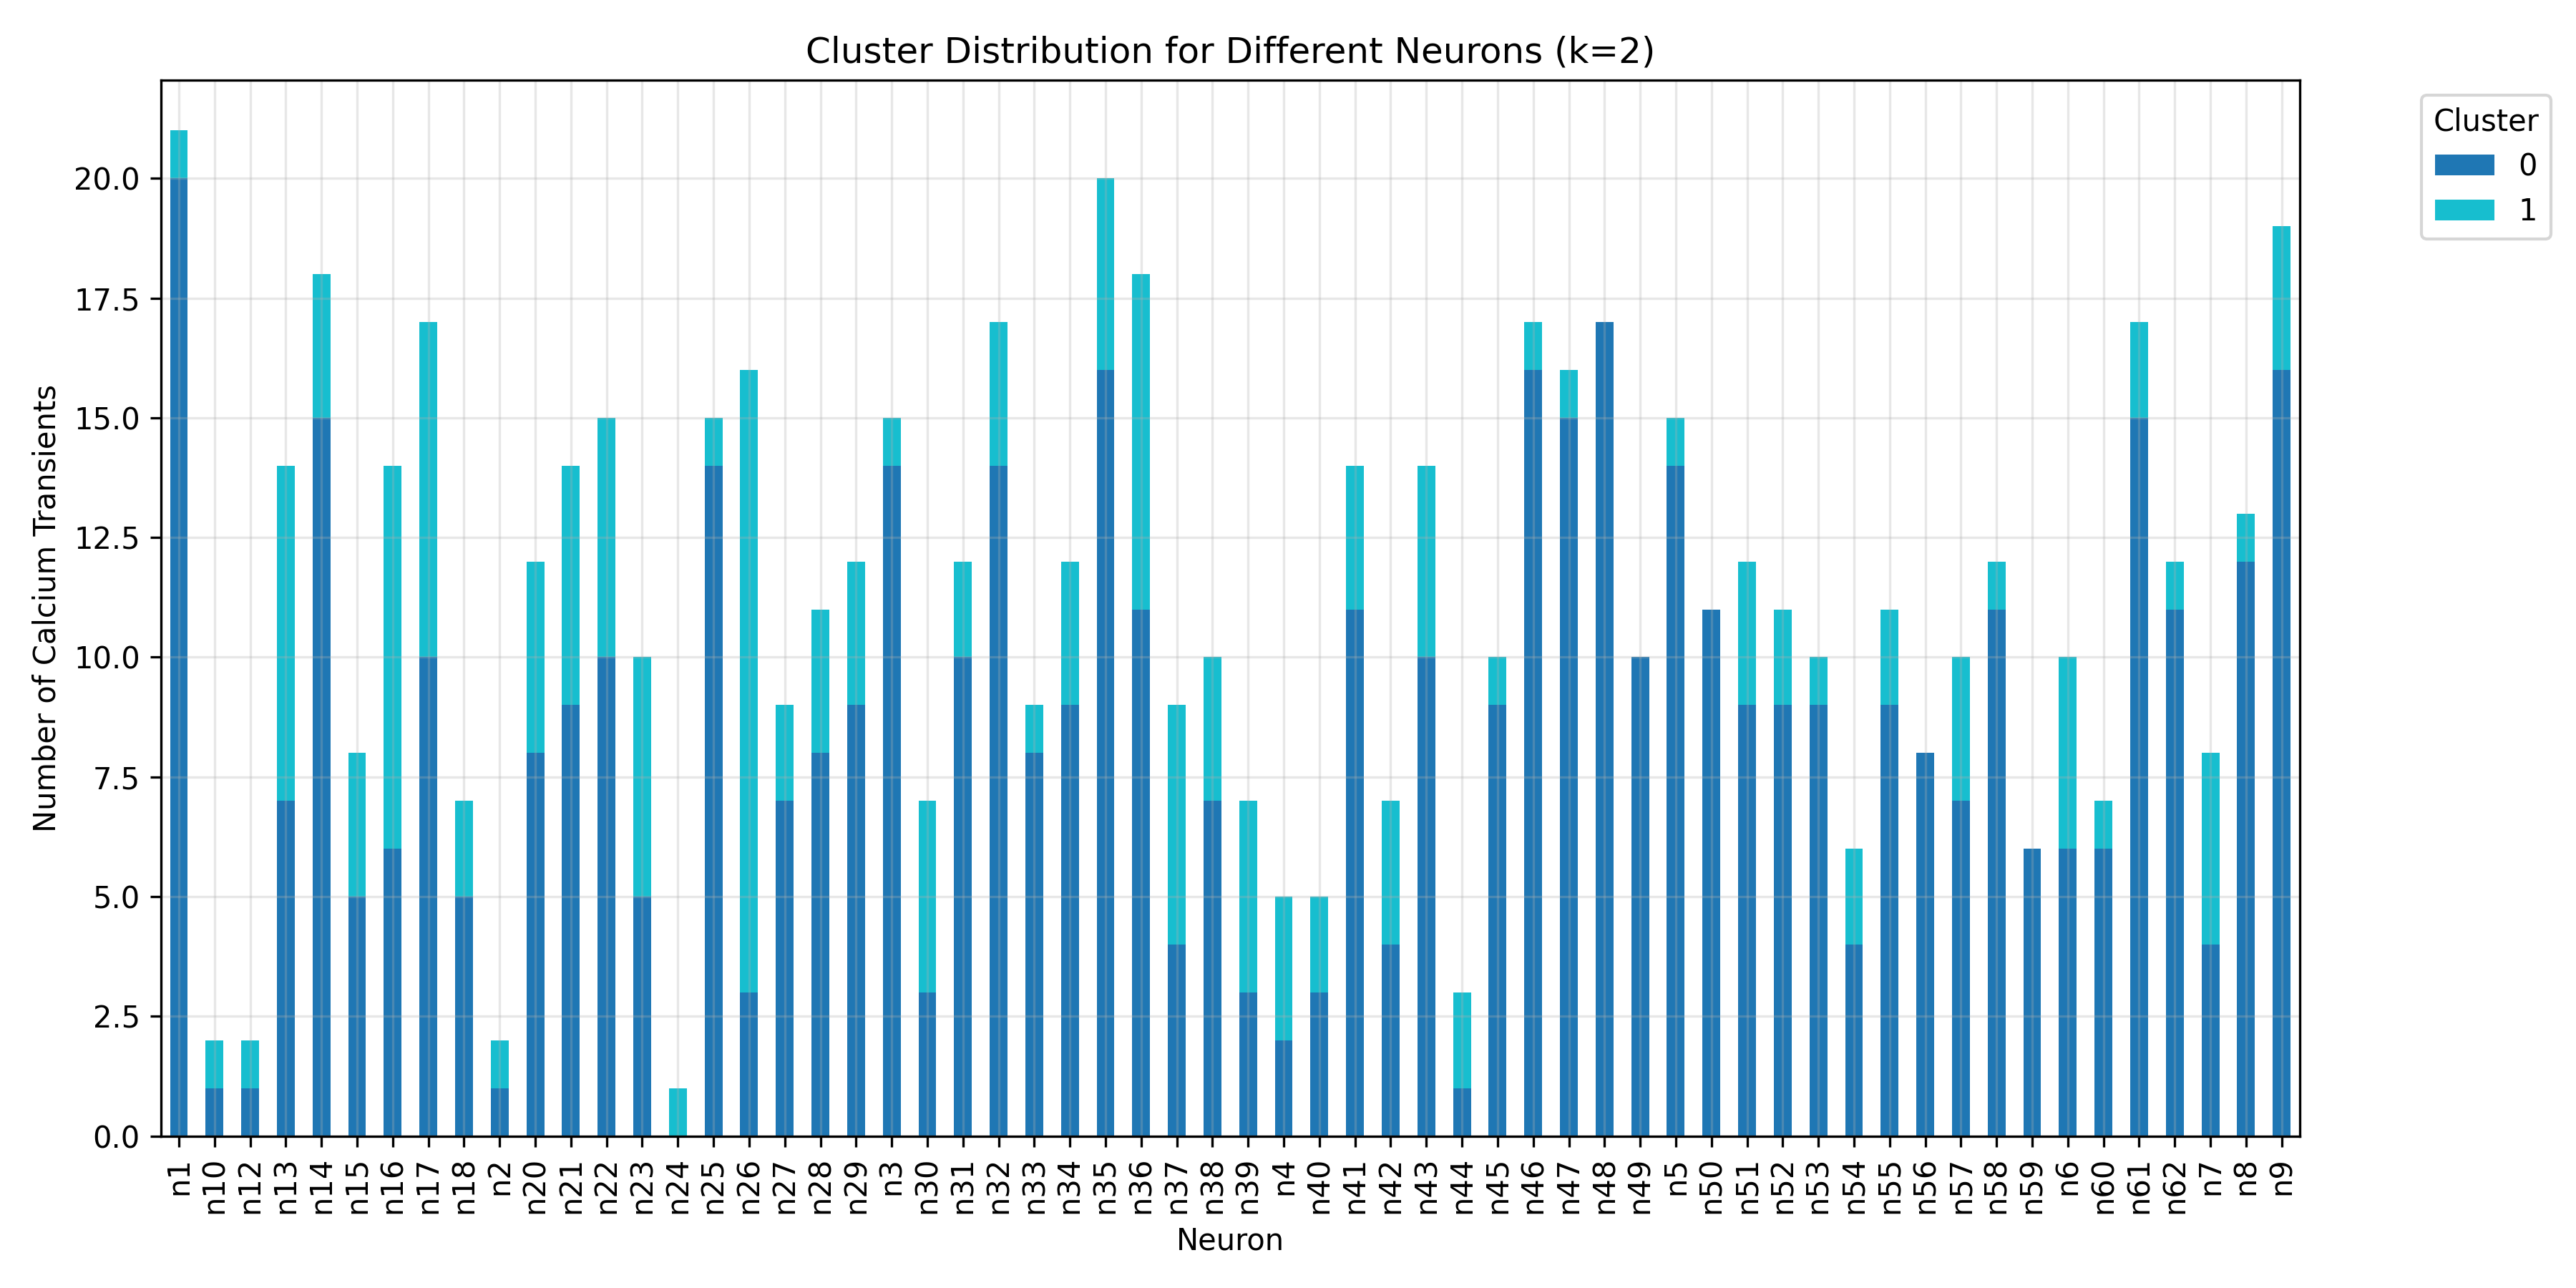 Cluster Distribution for Different Neurons (k=2)
Number of Calcium Transients
20.0
17.5
15.0
12.5
10.0
7.5
5.0
2.5
0.0
n1
n10
n12
n13
n14
n15
n16
n17
n18
n2
n20
n21
n22
n23
n24
n25
n26
n27
n28
n29
n3
n30
n31
n32
n33
n34
n35
n36
n37
n38
n39
n4
n40
n41
n42
n43
n44
n45
n46
n47
n48
n49
n5
n50
n51
n52
n53
n54
n55
n56
n57
n58
n59
n6
n60
n61
n62
n7
n8
n9
Neuron
Cluster
0
1